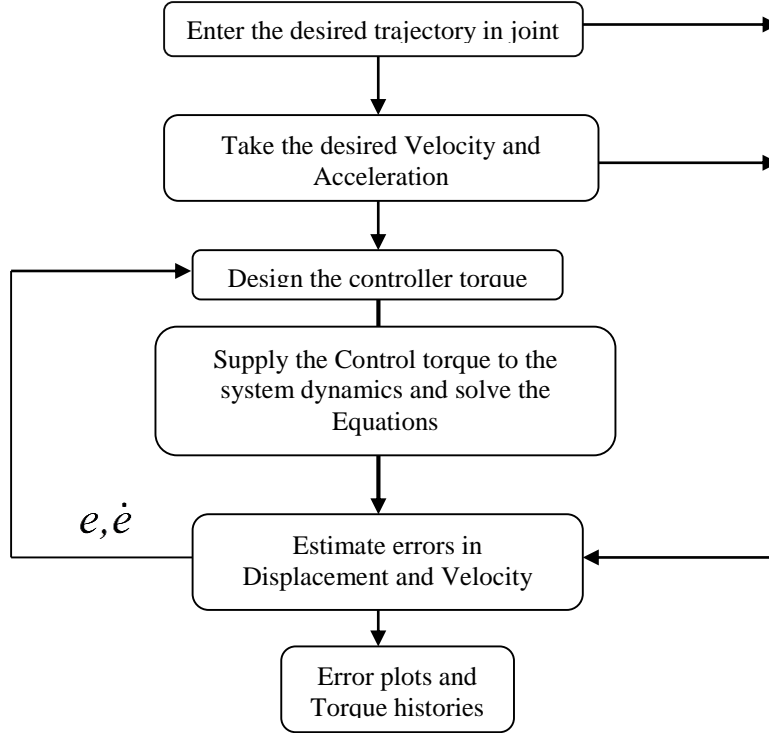 Enter the desired trajectory in joint
Take the desired Velocity and
Acceleration
Design the controller torque
Supply the Control torque to the
system dynamics and solve the
Equations
e, ė
Estimate errors in
Displacement and Velocity
Error plots and
Torque histories